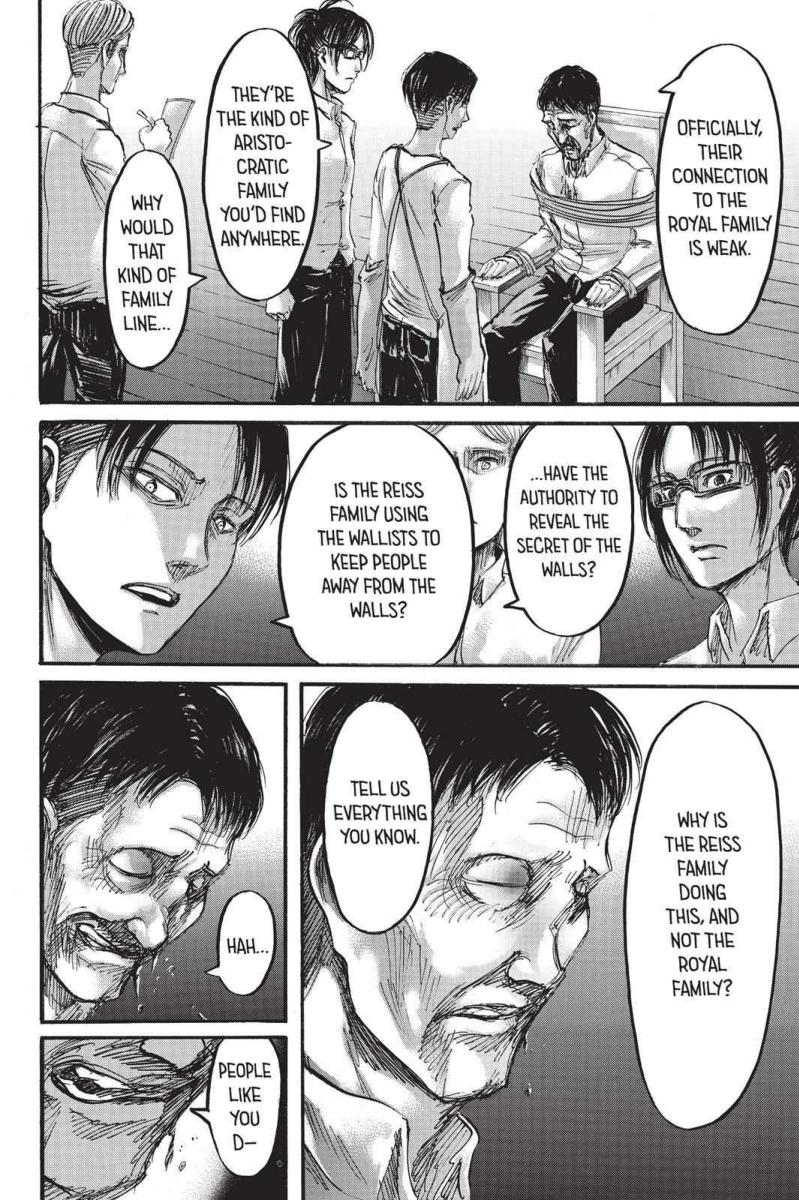 OFFICIALLY,
THEIR
CONNECTION
TO THE
ROYAL FAMILY
IS WEAK.
THEY'RE
THE KIND OF
ARISTO-
CRATIC
FAMILY
YOU'D FIND
ANYWHERE.
WHY
WOULD
THAT
KIND OF
FAMILY
LINE...
...HAVE THE
AUTHORITY TO
REVEAL THE
SECRET OF THE
WALLS?
IS THE REISS
FAMILY USING
THE WALLISTS TO
KEEP PEOPLE
AWAY FROM THE
WALLS?
WHY IS
THE REISS
FAMILY
DOING
THIS, AND
NOT THE
ROYAL
FAMILY?
TELL US
EVERYTHING
YOU KNOW.
HAH...
PEOPLE
LIKE
YOU
D—